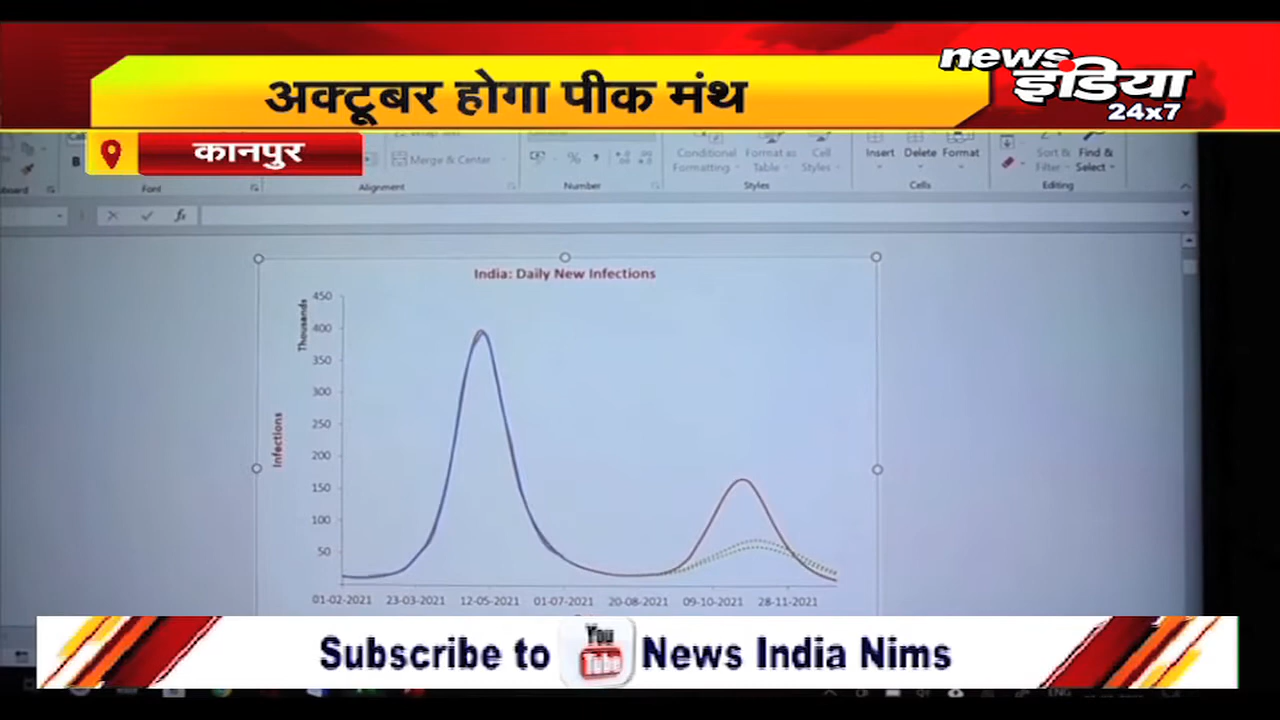 अक्टूबर होगा पीक मंथ
news
इंडिया
24x7
कानपुर
B
Merge & Center
%
Conditional
Formatting
Format as
Table
Cell
Styles
Insert
Delete
Format
Sort &
Filter
Find &
Select
Font
Alignment
Number
Styles
Cells
Editing
fx
India: Daily New Infections
Thousands
Infections
450
400
350
300
250
200
150
100
50
01-02-2021 23-03-2021 12-05-2021 01-07-2021 20-08-2021 09-10-2021 28-11-2021
Subscribe to You Tube News India Nims
ENG